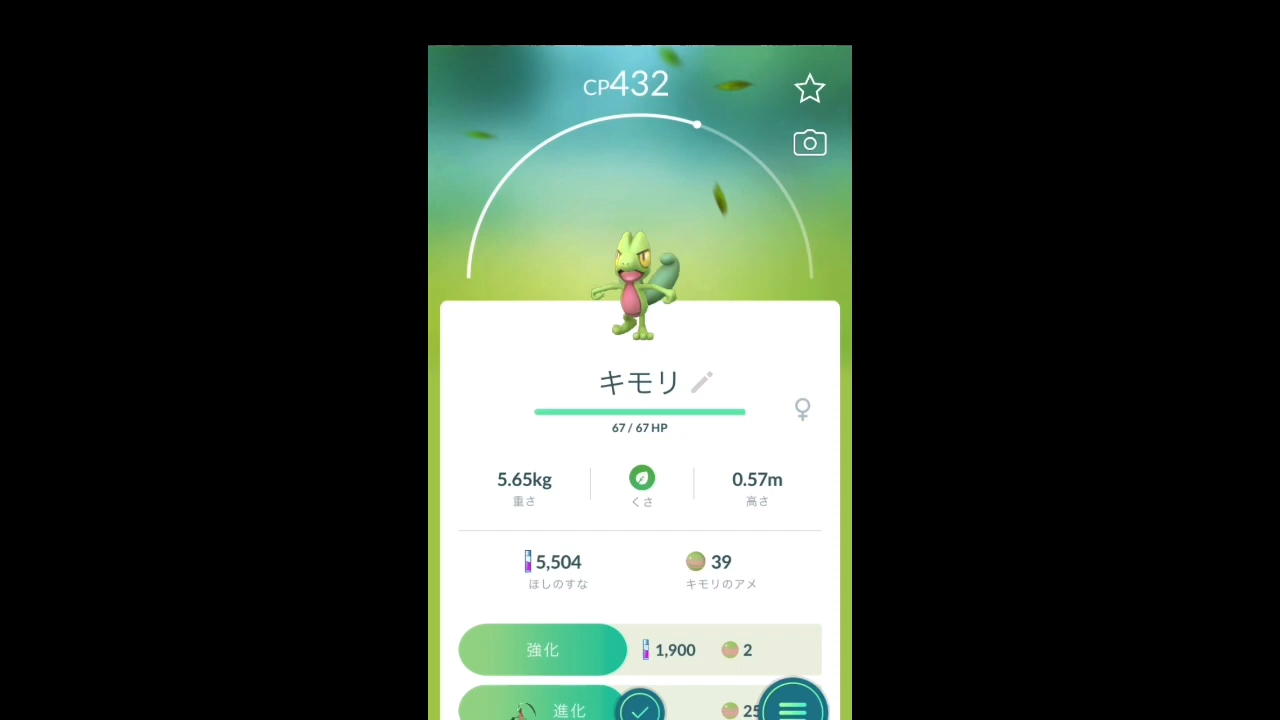 CP432
キモリ
67 / 67 HP
5.65kg
重さ
くさ
0.57m
高さ
5,504
ほしのすな
39
キモリのアメ
強化 1,900 2
進化 25